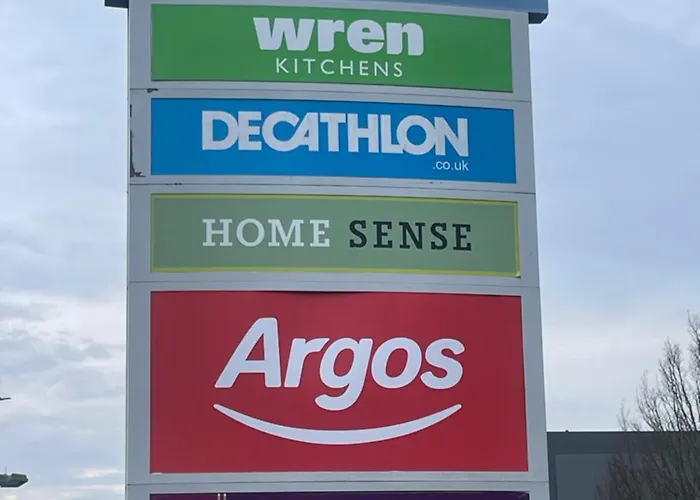 wren
KITCHENS
DECATHLON
.co.uk
HOME SENSE
Argos